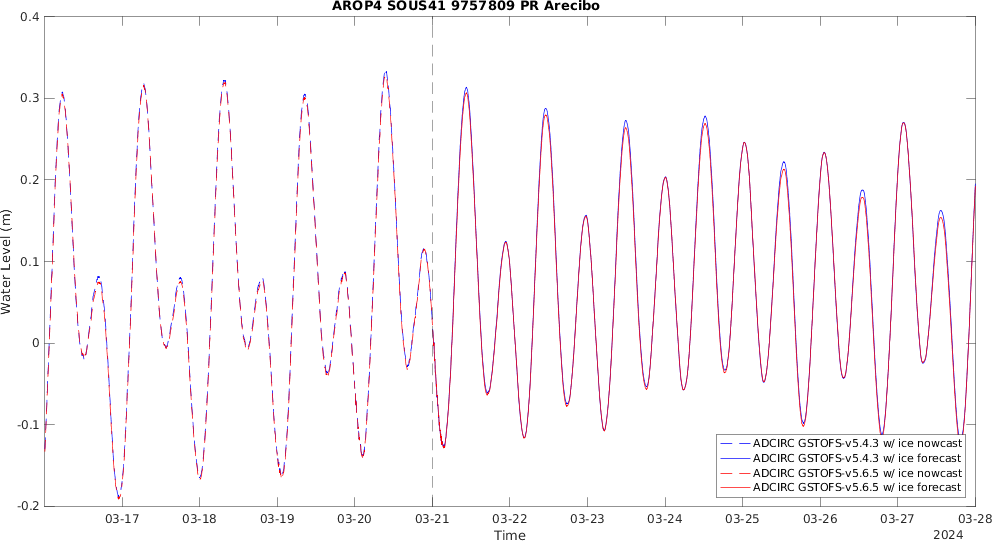 AROP4 SOUS41 9757809 PR Arecibo
0.4
0.3
0.2
0.1
0
-0.1
-0.2
Water Level (m)
ADCIRC GSTOFS-v5.4.3 w/ ice nowcast
ADCIRC GSTOFS-v5.4.3 w/ ice forecast
ADCIRC GSTOFS-v5.6.5 w/ ice nowcast
ADCIRC GSTOFS-v5.6.5 w/ ice forecast
03-17 03-18 03-19 03-20 03-21 03-22 03-23 03-24 03-25 03-26 03-27 03-28
Time
2024